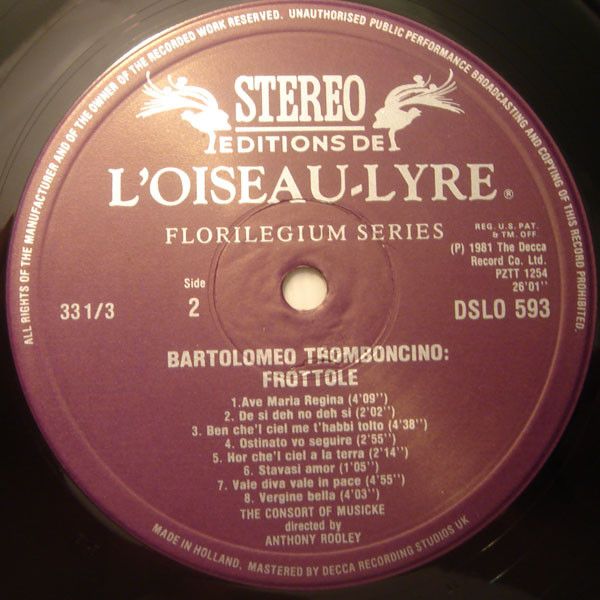 ALL RIGHTS OF THE MANUFACTURER AND OF THE OWNER OF THE RECORDED WORK RESERVED. UNAUTHORISED PUBLIC PERFORMANCE BROADCASTING AND COPYING OF THIS RECORD PROHIBITED.
STEREO
EDITIONS DE
L'OISEAU-LYRE®
FLORILEGIUM SERIES
REG. U.S. PAT.
& TM. OFF.
(P) 1981 The Decca
Record Co. Ltd.
PZTT 1254
26'01"
33 1/3
Side
2
DSLO 593
BARTOLOMEO TROMBONCINO:
FROTTOLE
1.Ave Maria Regina (4'09'')
2. De si deh no deh si (2'02'')
3. Ben che'l ciel me t'habbi tolto (4'38'')
4. Ostinato vo seguire (2'55'')
5. Hor che'l ciel a la terra (2'14'')
6. Stavasi amor (1'05'')
7. Vale diva vale in pace (4'55'')
8. Vergine bella (4'03'')
THE CONSORT OF MUSICKE
directed by
ANTHONY ROOLEY
MADE IN HOLLAND, MASTERED BY DECCA RECORDING STUDIOS UK